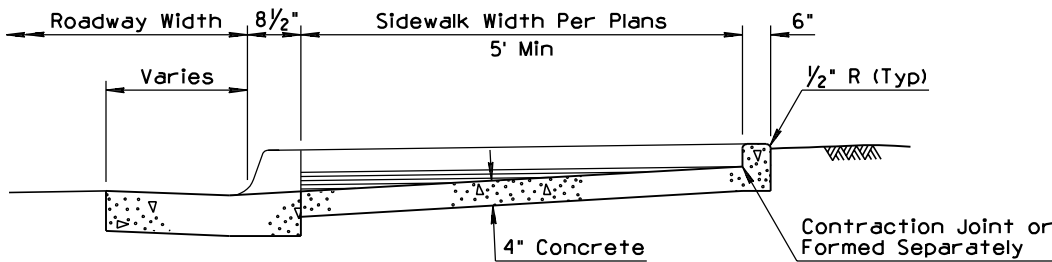 Roadway Width
8½"
Sidewalk Width Per Plans
6"
5' Min
Varies
½" R (Typ)
4" Concrete
Contraction Joint or
Formed Separately